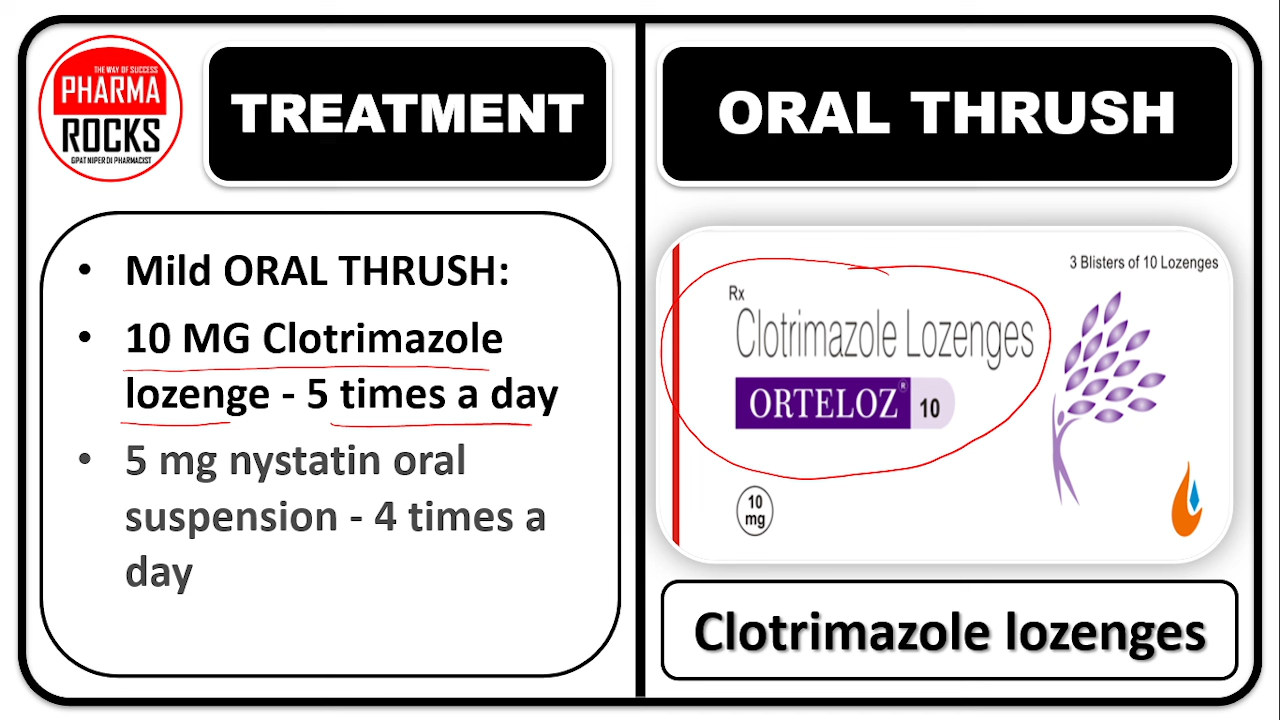 THE WAY OF SUCCESS
PHARMA
ROCKS
GPAT NIPER DI PHARMACIST
TREATMENT
• Mild ORAL THRUSH:
• 10 MG Clotrimazole
lozenge - 5 times a day
• 5 mg nystatin oral
suspension - 4 times a
day
ORAL THRUSH
3 Blisters of 10 Lozenges
Rx
Clotrimazole Lozenges
ORTELOZ® 10
10
mg
Clotrimazole lozenges